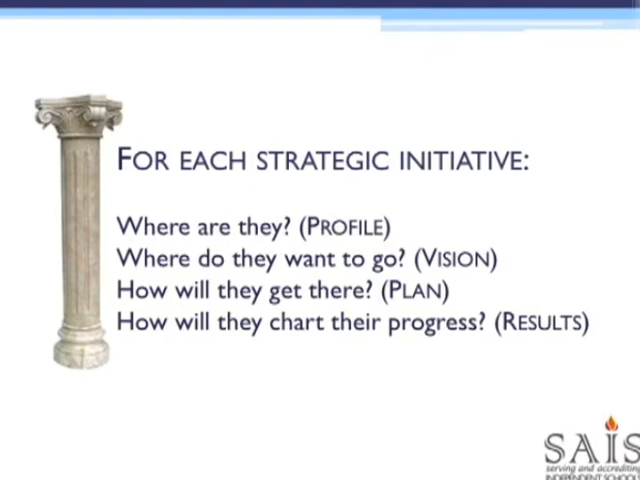 FOR EACH STRATEGIC INITIATIVE:
Where are they? (PROFILE)
Where do they want to go? (VISION)
How will they get there? (PLAN)
How will they chart their progress? (RESULTS)
SAIS
serving and accrediting
INDEPENDENT SCHOOLS